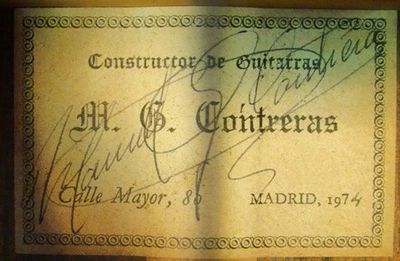 Constructor de Guitarras
M. G. Contreras
Calle Mayor, 80
MADRID, 1974